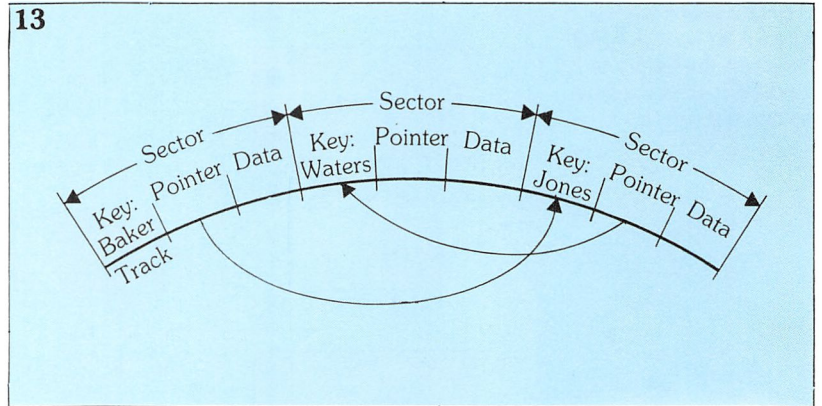 13
Sector
Key:
Baker
Pointer
Data
Sector
Key:
Waters
Pointer
Data
Sector
Key:
Jones
Pointer
Data
Track